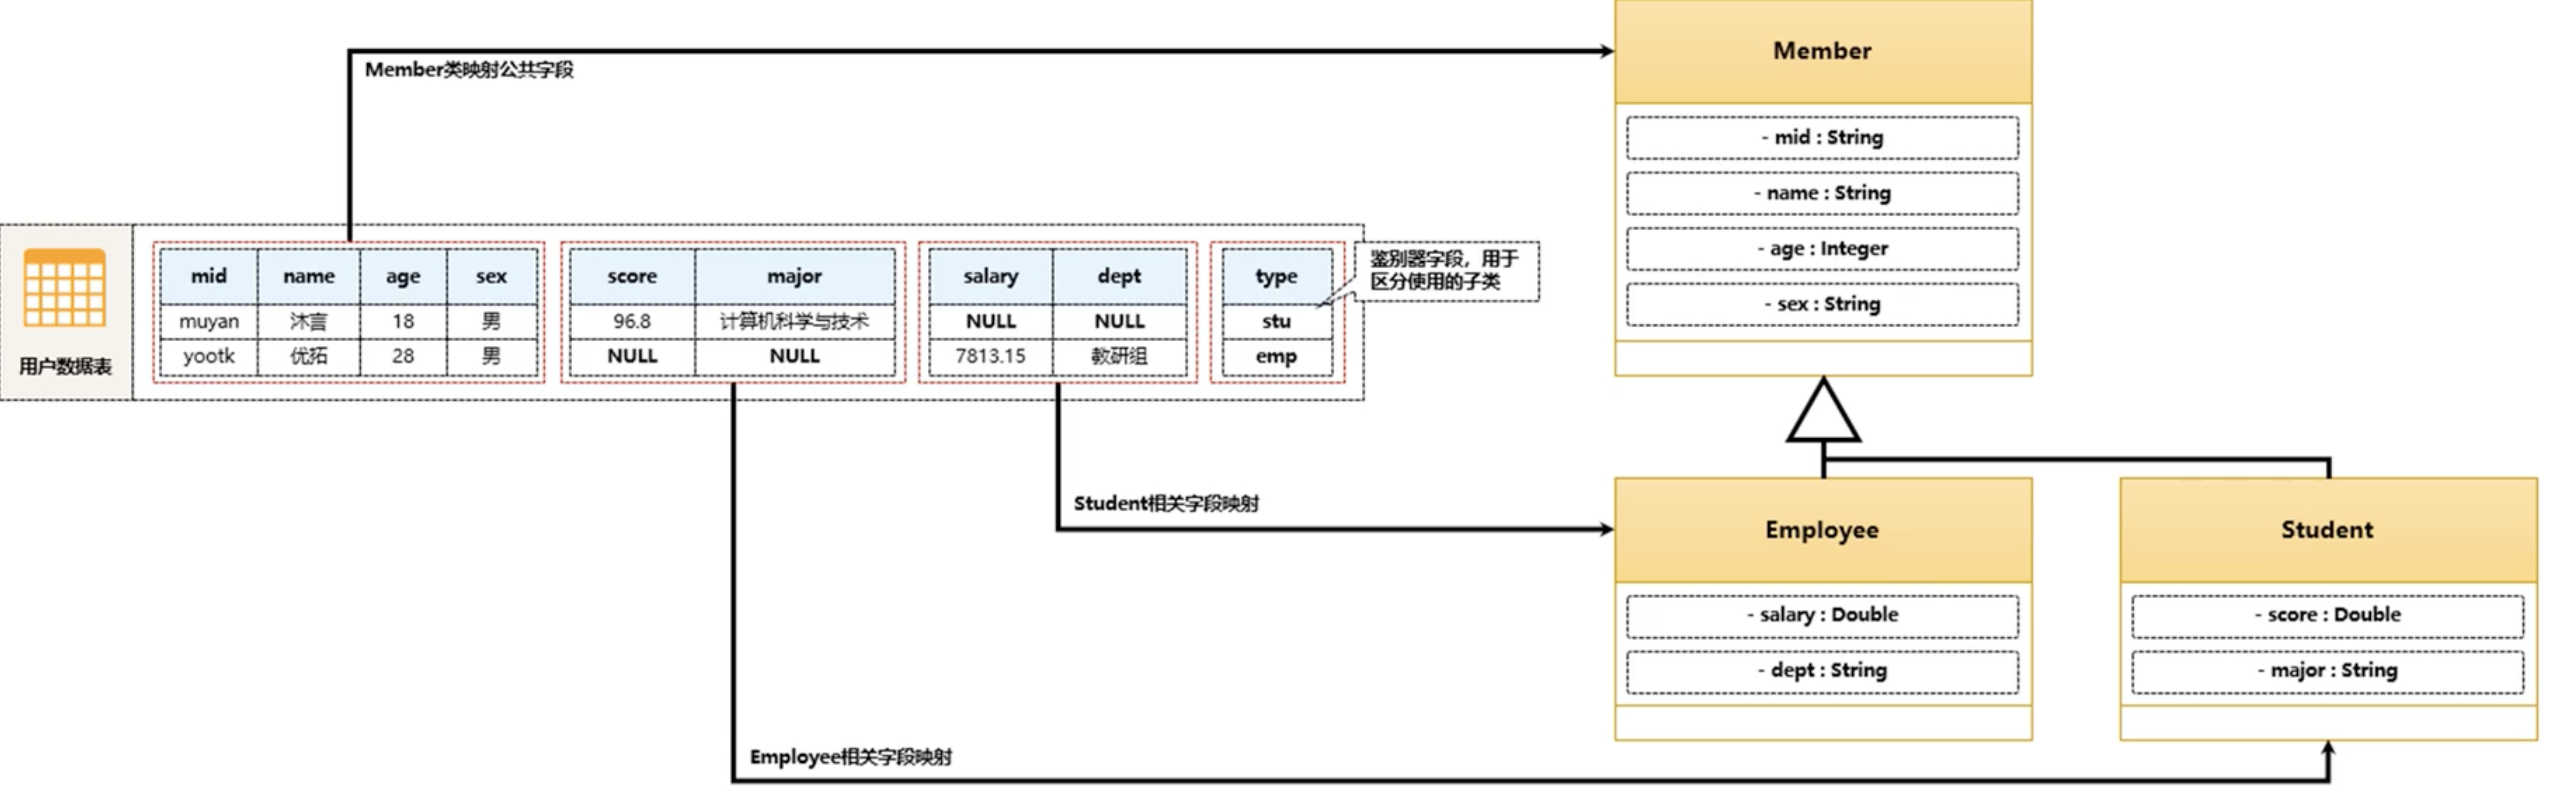 Member
Member类映射公共字段
- mid : String
- name : String
- age : Integer
- sex : String
用户数据表
mid name age sex score major salary dept type
muyan 沐言 18 男 96.8 计算机科学与技术 NULL NULL stu
yootk 优拓 28 男 NULL NULL 7813.15 教研组 emp
鉴别器字段，用于
区分使用的子类
Student相关字段映射
Employee
- salary : Double
- dept : String
Student
- score : Double
- major : String
Employee相关字段映射